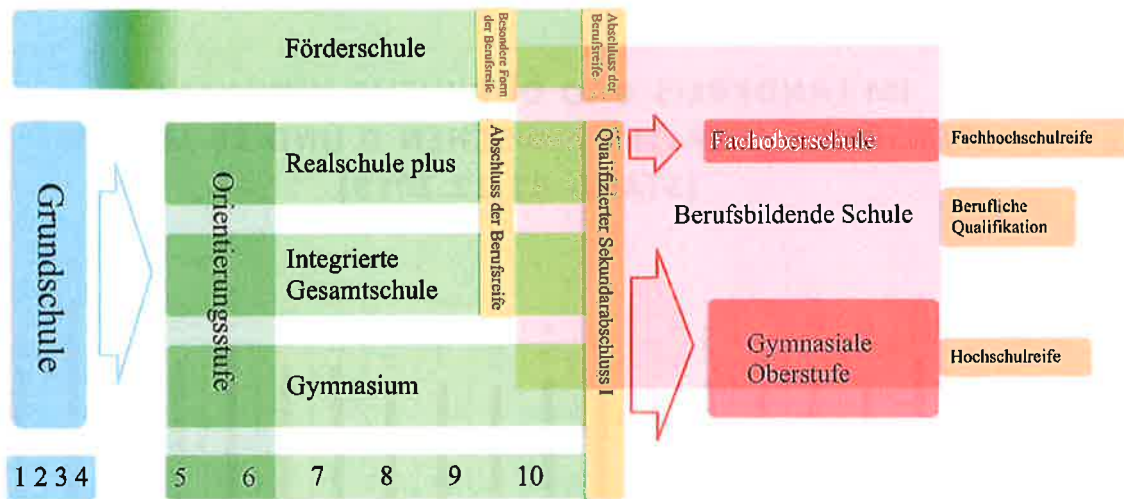 Förderschule
Besondere Form
der Berufsreife
Abschluss der
Berufsreife
Grundschule
Orientierungsstufe
Realschule plus
Integrierte
Gesamtschule
Gymnasium
Abschluss der Berufsreife
Qualifizierter Sekundarabschluss I
Fachoberschule
Fachhochschulreife
Berufsbildende Schule
Berufliche
Qualifikation
Gymnasiale
Oberstufe
Hochschulreife
1 2 3 4
5 6 7 8 9 10